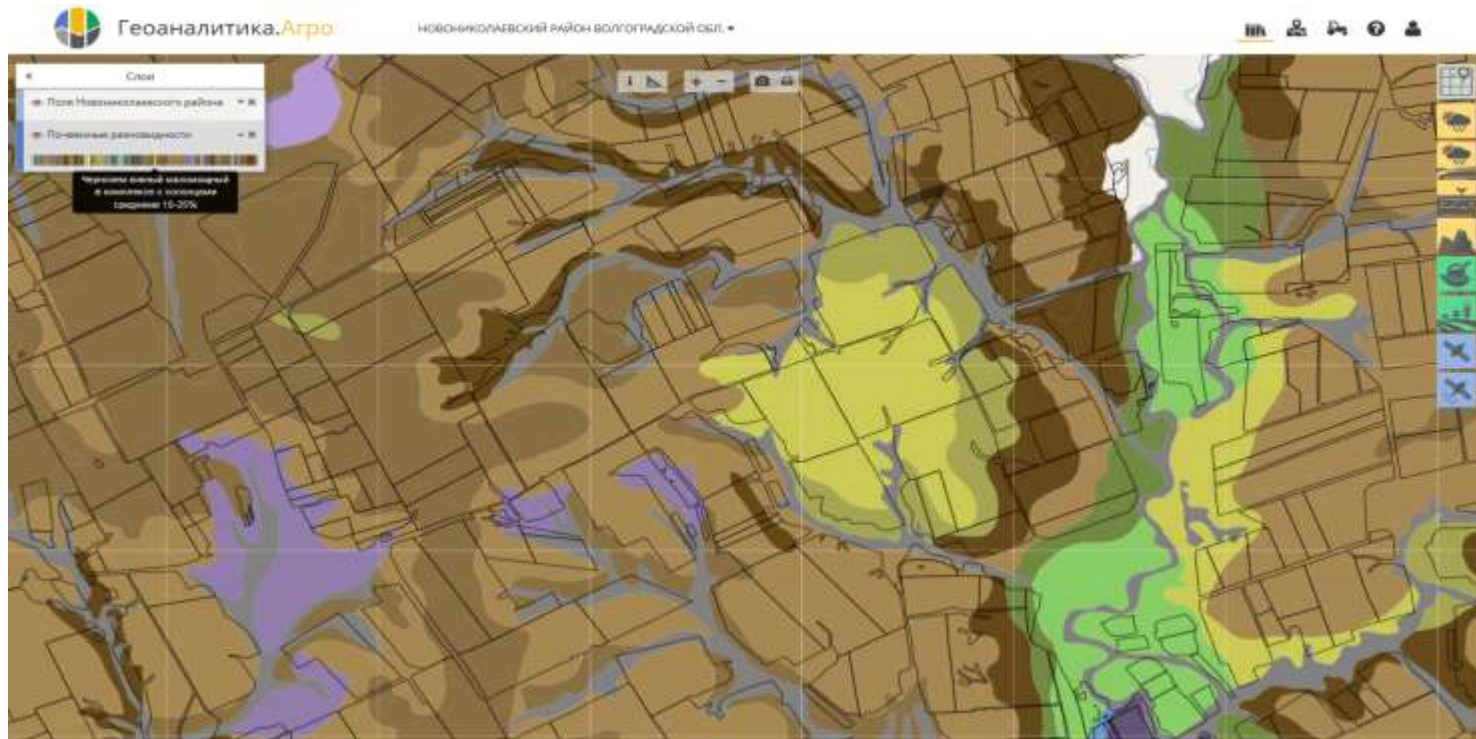 Геоаналитика.Агро
НОВОНИКОЛАЕВСКИЙ РАЙОН ВОЛГОГРАДСКОЙ ОБЛ.
Слои
Поля Новониколаевского района
Почвенные разновидности
Чернозем южный маломощный
в комплексе с солонцами
средними 10-25%